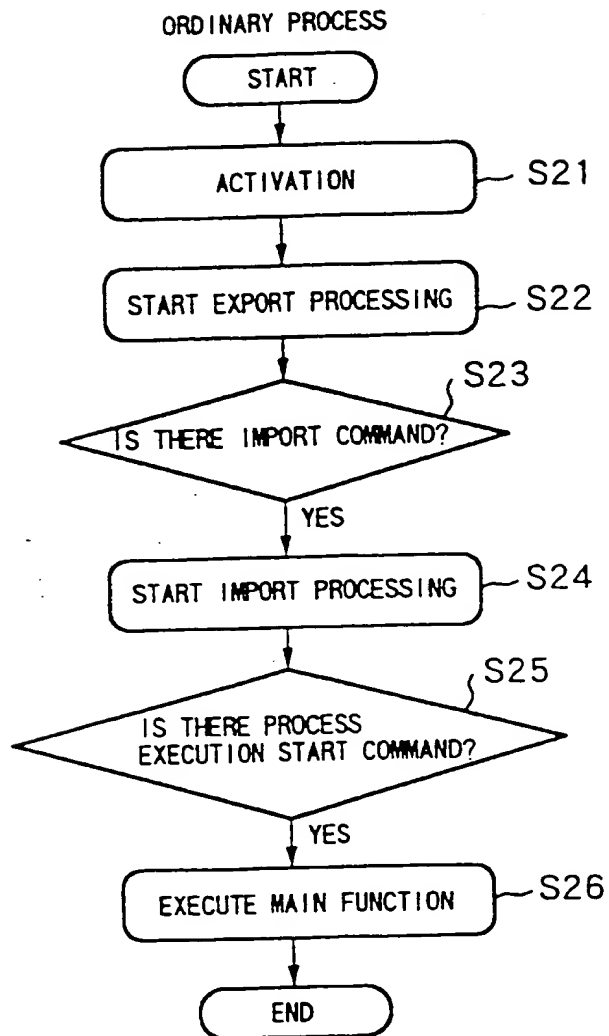 ORDINARY PROCESS
START
ACTIVATION
S21
START EXPORT PROCESSING
S22
S23
IS THERE IMPORT COMMAND?
YES
START IMPORT PROCESSING
S24
S25
IS THERE PROCESS
EXECUTION START COMMAND?
YES
EXECUTE MAIN FUNCTION
S26
END